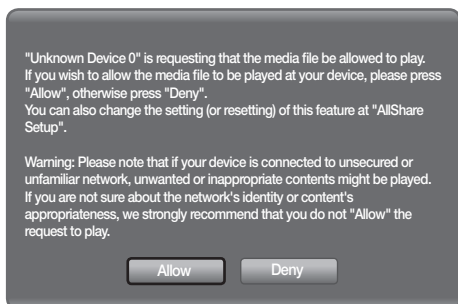 "Unknown Device 0" is requesting that the media file be allowed to play.
If you wish to allow the media file to be played at your device, please press
"Allow", otherwise press "Deny".
You can also change the setting (or resetting) of this feature at "AllShare
Setup".
Warning: Please note that if your device is connected to unsecured or
unfamiliar network, unwanted or inappropriate contents might be played.
If you are not sure about the network's identity or content's
appropriateness, we strongly recommend that you do not "Allow" the
request to play.
Allow Deny